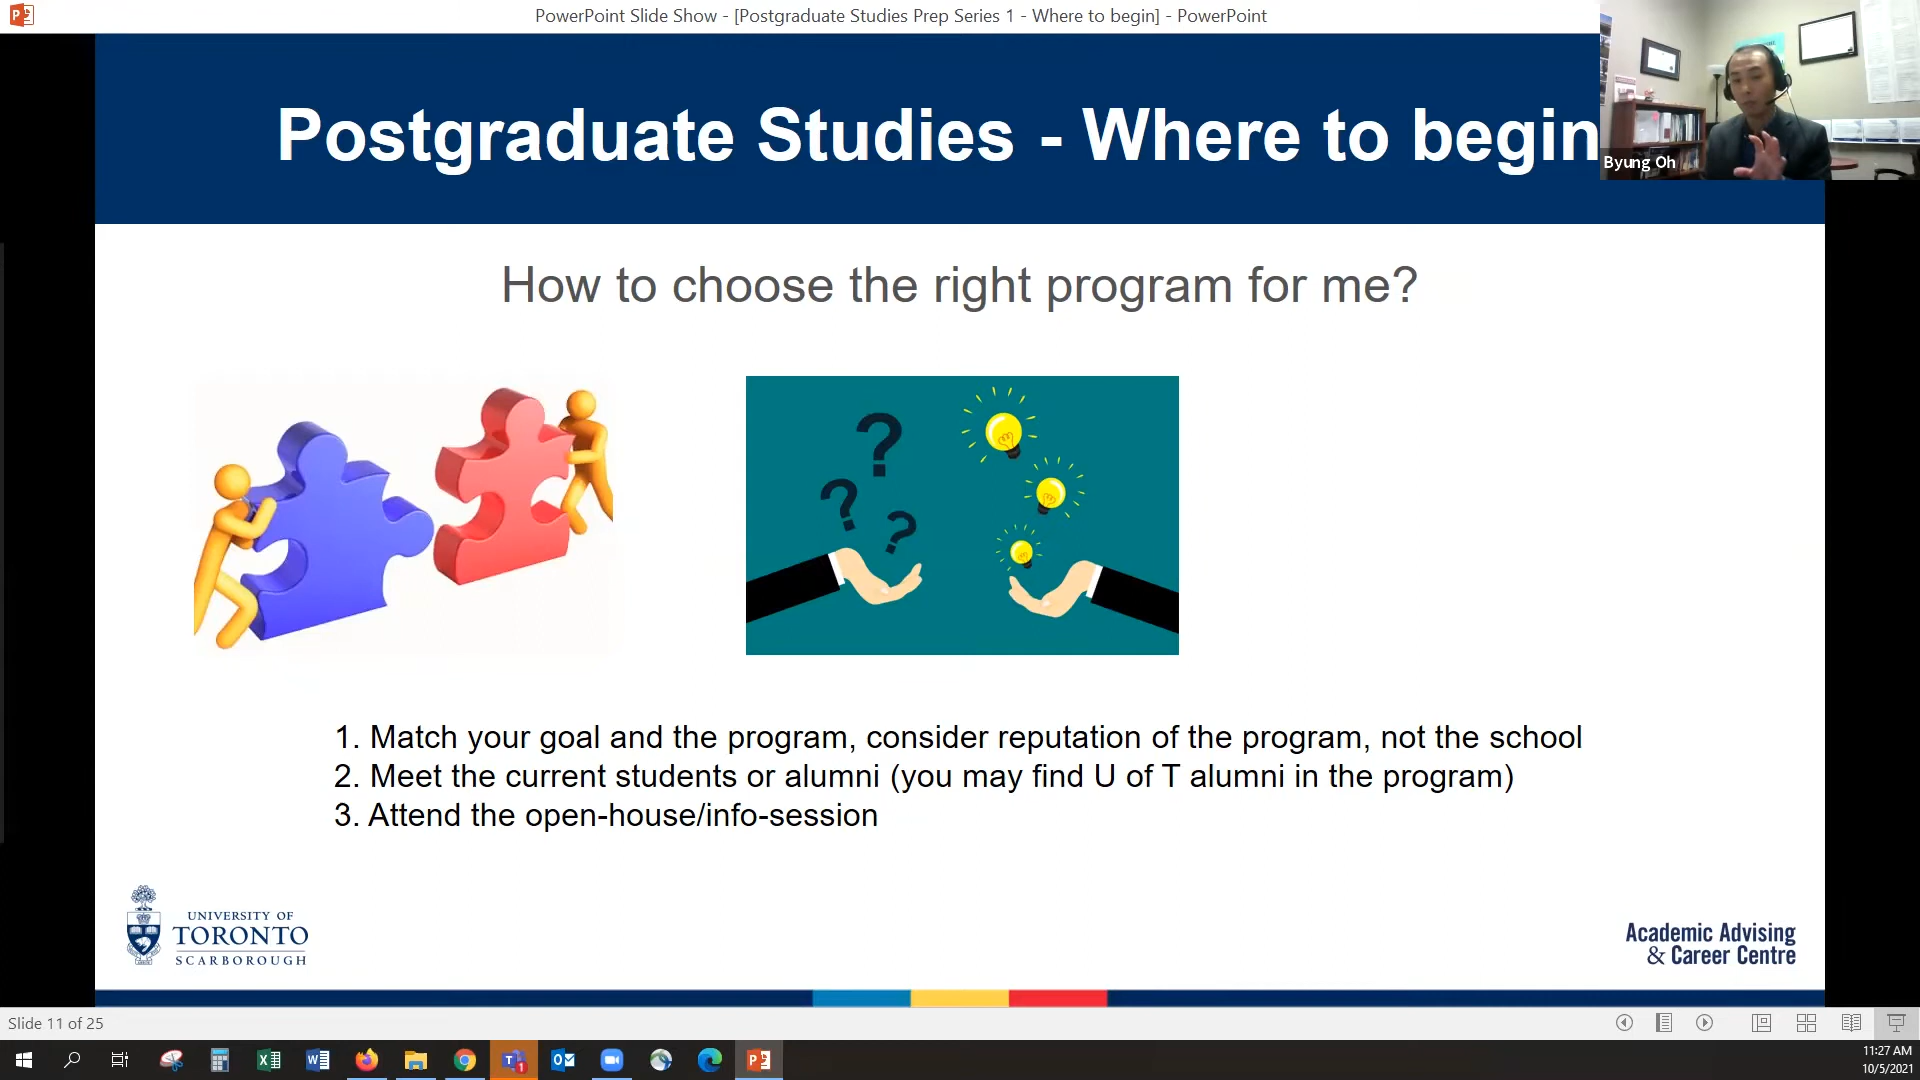 PowerPoint Slide Show - [Postgraduate Studies Prep Series 1 - Where to begin] - PowerPoint
Postgraduate Studies - Where to begin
Byung Oh
How to choose the right program for me?
? ? ?
1. Match your goal and the program, consider reputation of the program, not the school
2. Meet the current students or alumni (you may find U of T alumni in the program)
3. Attend the open-house/info-session
UNIVERSITY OF
TORONTO
SCARBOROUGH
Academic Advising
& Career Centre
Slide 11 of 25
11:27 AM
10/5/2021